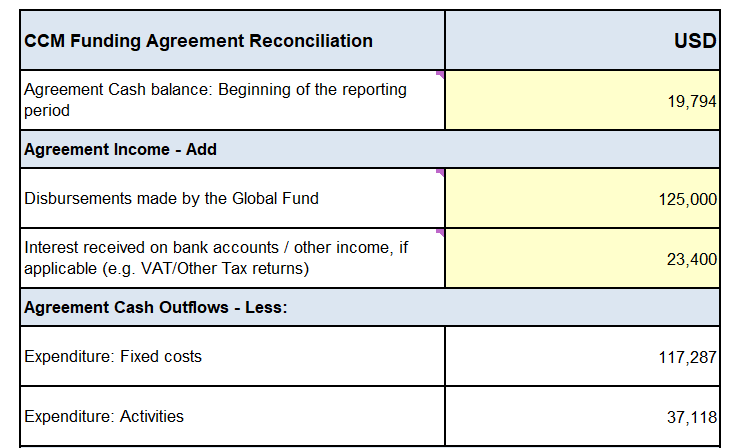 CCM Funding Agreement Reconciliation USD
Agreement Cash balance: Beginning of the reporting
period
19,794
Agreement Income - Add
Disbursements made by the Global Fund 125,000
Interest received on bank accounts / other income, if
applicable (e.g. VAT/Other Tax returns)
23,400
Agreement Cash Outflows - Less:
Expenditure: Fixed costs 117,287
Expenditure: Activities 37,118